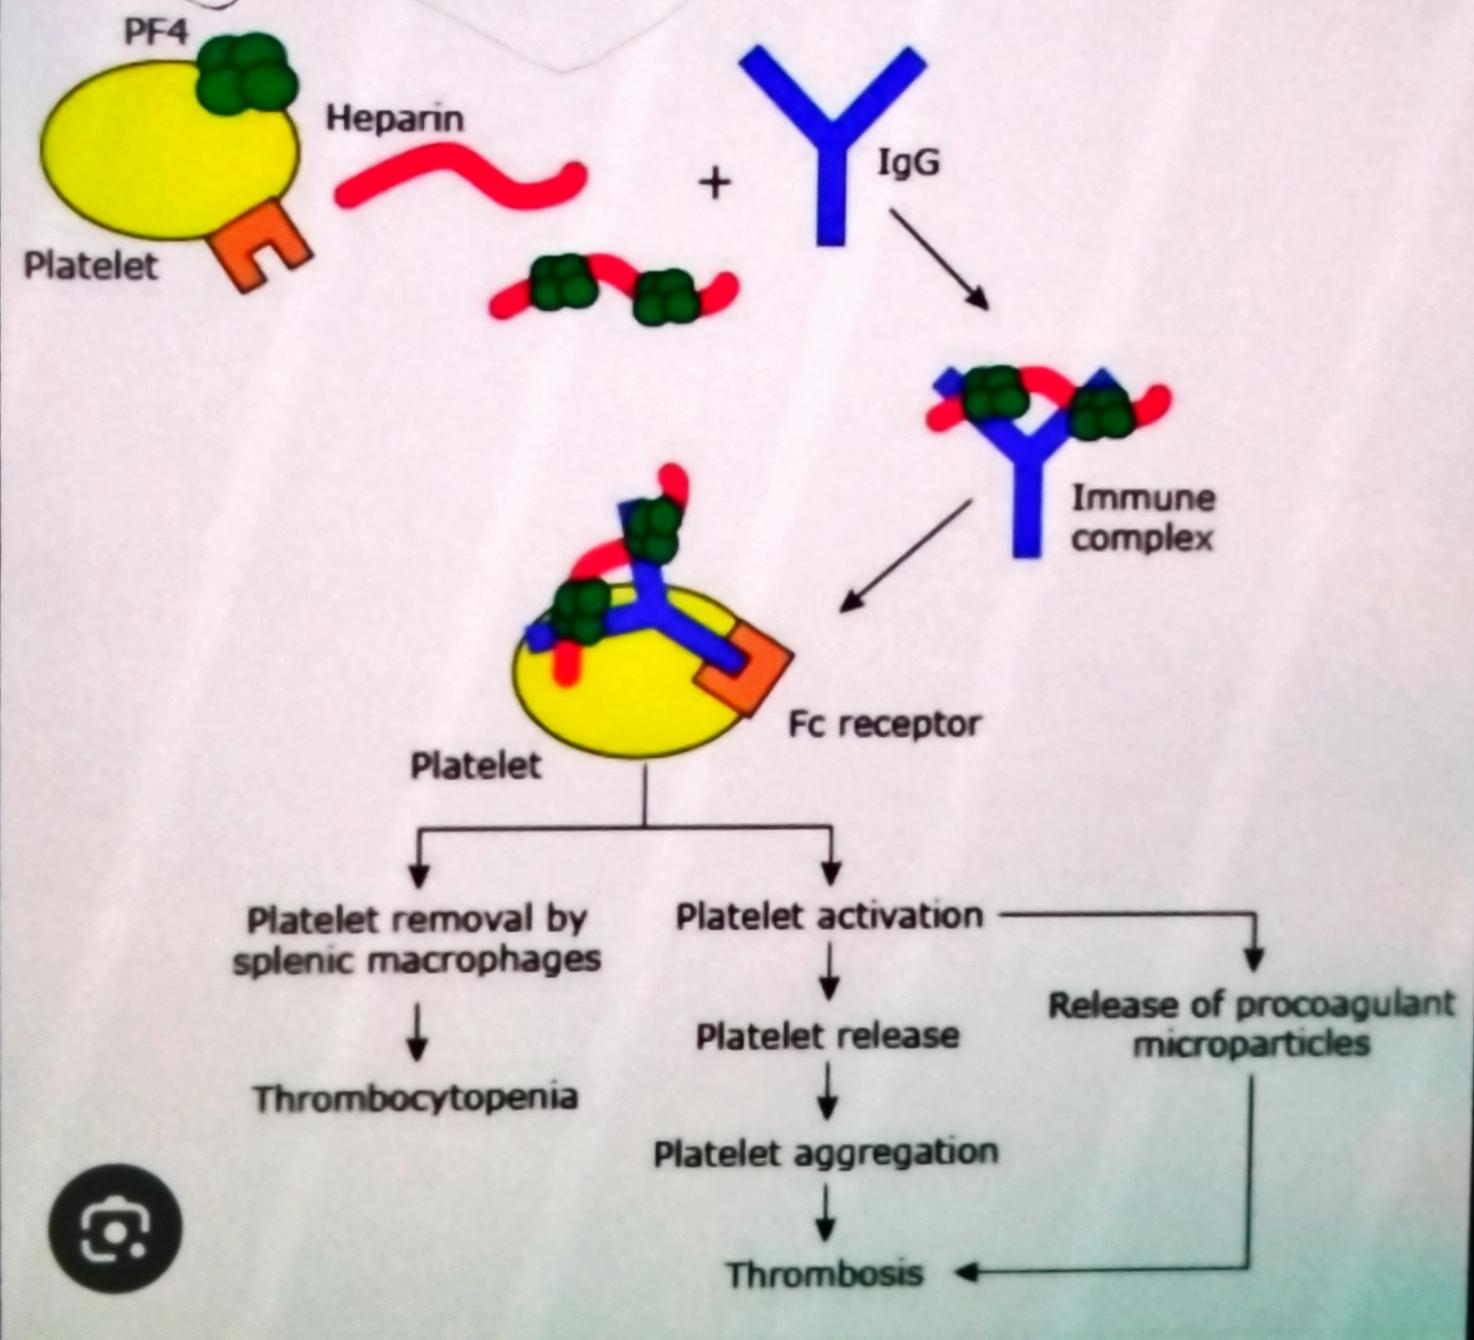 PF4
Heparin
+
IgG
Platelet
Immune
complex
Fc receptor
Platelet
Platelet removal by
splenic macrophages
Platelet activation
Release of procoagulant
microparticles
Platelet release
Thrombocytopenia
Platelet aggregation
Thrombosis